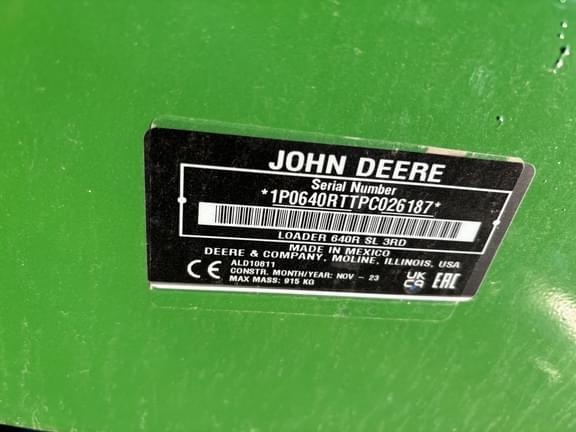 JOHN DEERE
Serial Number
*1P0640RTTPC026187*
LOADER 640R SL 3RD
MADE IN MEXICO
DEERE & COMPANY, MOLINE, ILLINOIS, USA
ALD10811
CONSTR. MONTH/YEAR: NOV - 23
MAX MASS: 915 KG
CE
UK
CA
EAC